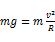 mg = m v²/R